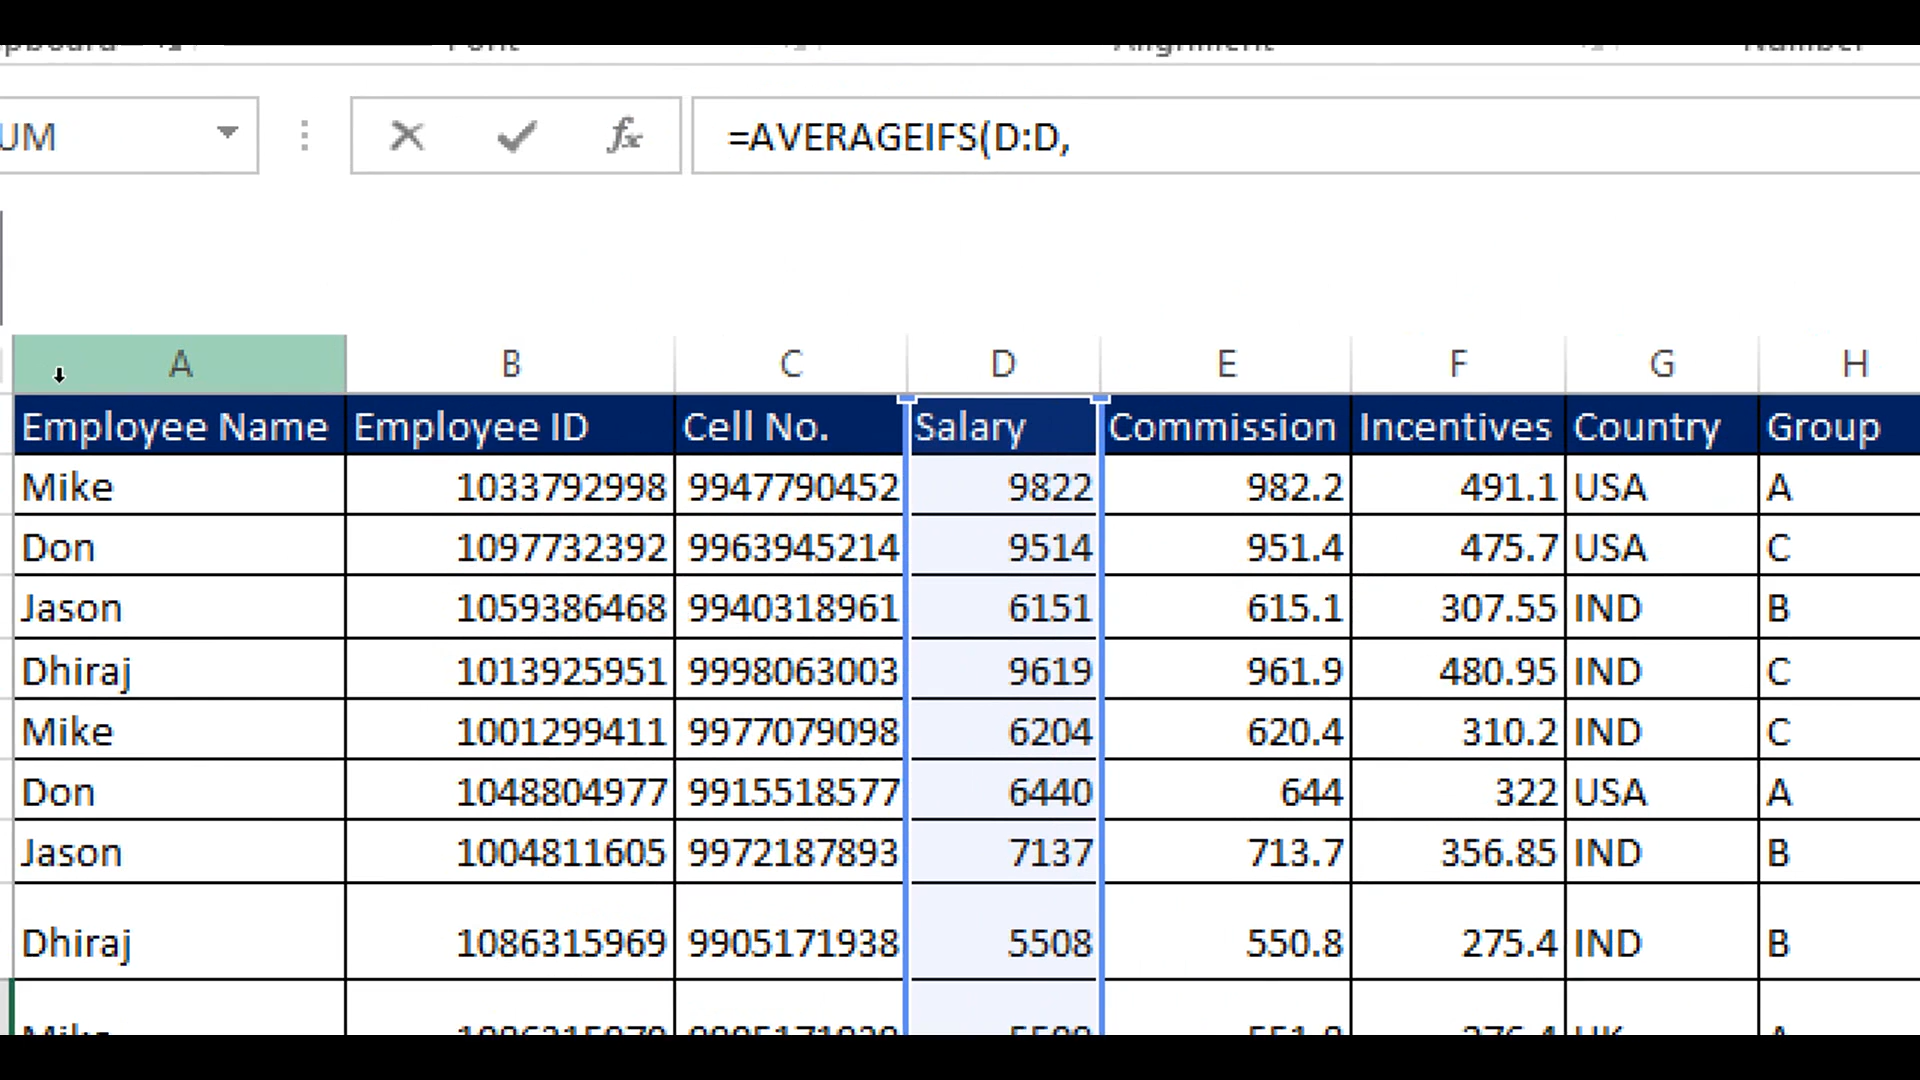 Font Alignment Number
UM =AVERAGEIFS(D:D,
A B C D E F G H
Employee Name Employee ID Cell No. Salary Commission Incentives Country Group
Mike 1033792998 9947790452 9822 982.2 491.1 USA A
Don 1097732392 9963945214 9514 951.4 475.7 USA C
Jason 1059386468 9940318961 6151 615.1 307.55 IND B
Dhiraj 1013925951 9998063003 9619 961.9 480.95 IND C
Mike 1001299411 9977079098 6204 620.4 310.2 IND C
Don 1048804977 9915518577 6440 644 322 USA A
Jason 1004811605 9972187893 7137 713.7 356.85 IND B
Dhiraj 1086315969 9905171938 5508 550.8 275.4 IND B
Mike